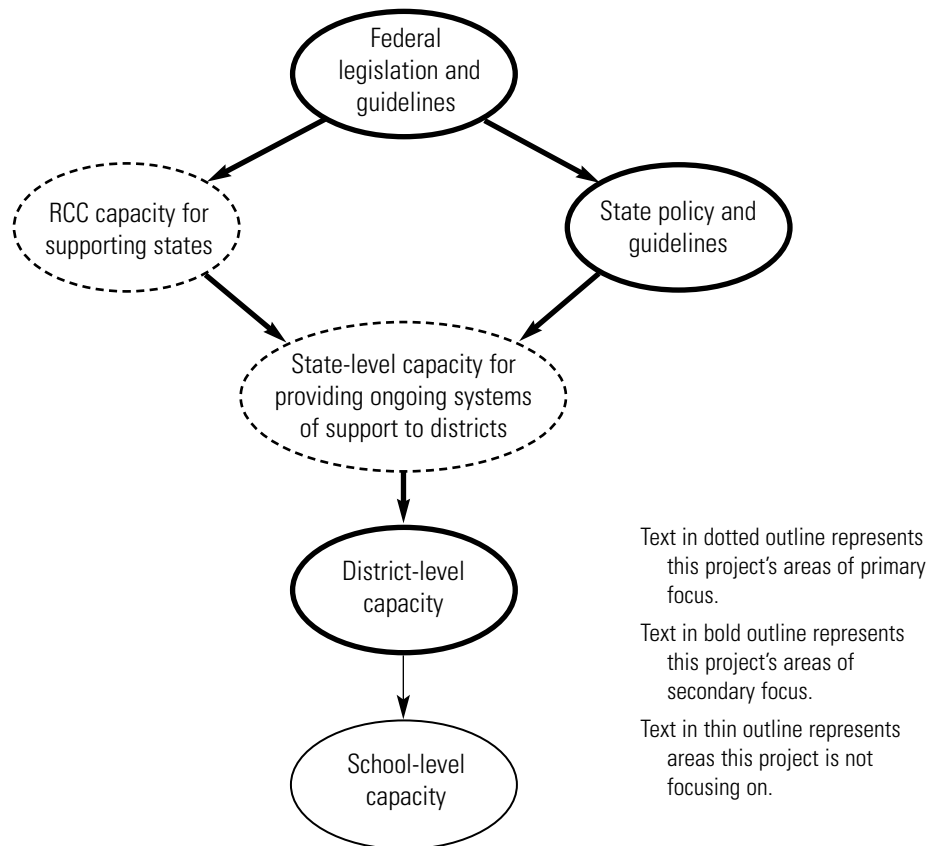 Federal
legislation and
guidelines
RCC capacity for
supporting states
State policy and
guidelines
State-level capacity for
providing ongoing systems
of support to districts
District-level
capacity
School-level
capacity
Text in dotted outline represents
this project's areas of primary
focus.
Text in bold outline represents
this project's areas of
secondary focus.
Text in thin outline represents
areas this project is not
focusing on.